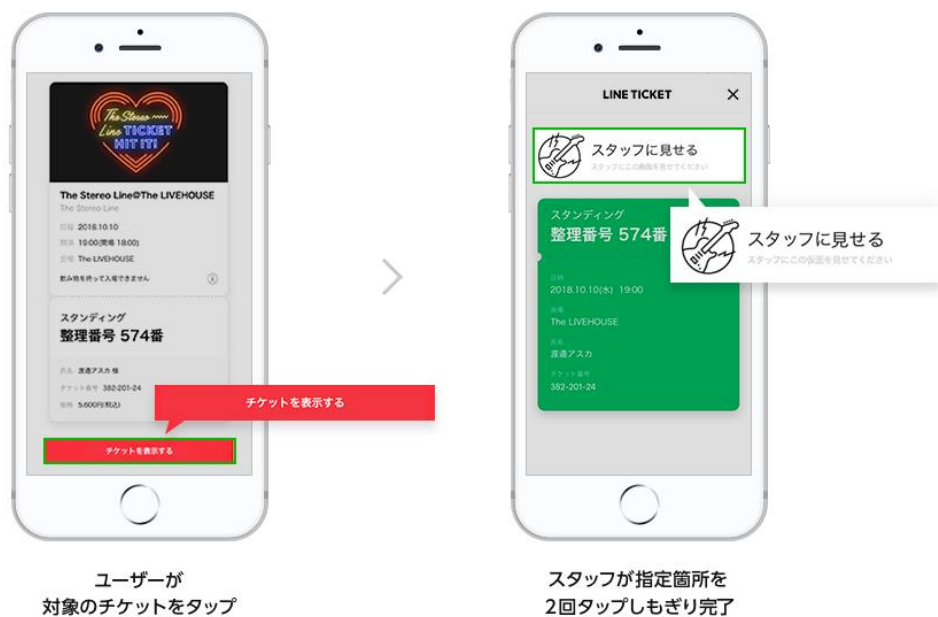 The Stereo
Line TICKET
HIT IT!
The Stereo Line@The LIVEHOUSE
The Stereo Line
日程 2018.10.10
開演 19:00(開場 18:00)
会場 The LIVEHOUSE
飲み物を持って入場できません
スタンディング
整理番号 574番
氏名 渡邉アスカ 様
チケット番号 382-201-24
価格 5,600円(税込)
チケットを表示する
チケットを表示する
ユーザーが
対象のチケットをタップ
LINE TICKET
スタッフに見せる
スタッフにこの画面を見せてください
スタンディング
整理番号 574番
スタッフに見せる
スタッフにこの画面を見せてください
日時
2018.10.10(水) 19:00
会場
The LIVEHOUSE
氏名
渡邉アスカ
チケット番号
382-201-24
スタッフが指定箇所を
2回タップしもぎり完了